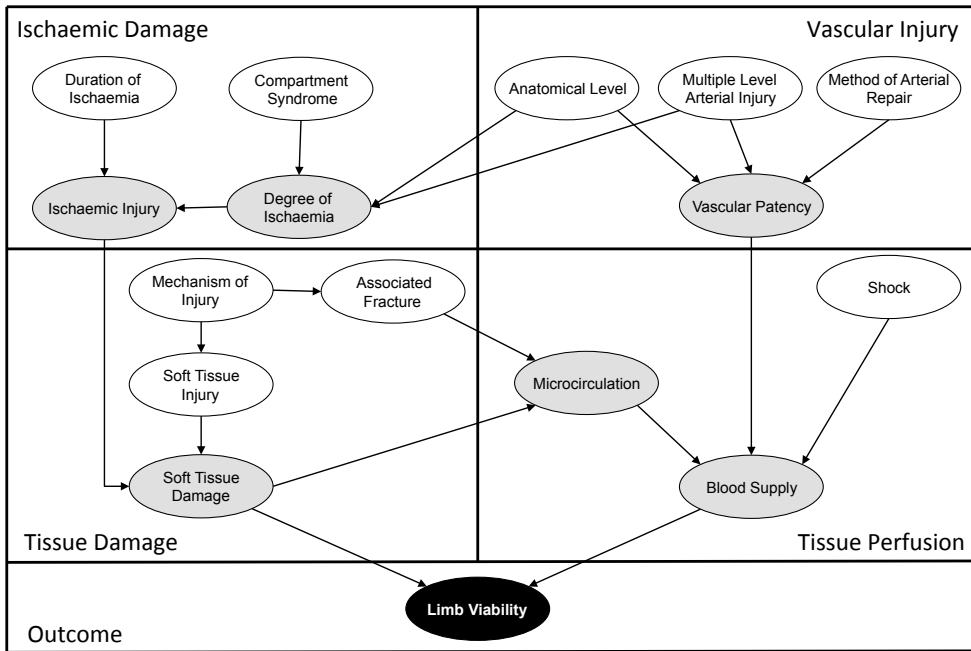 Ischaemic Damage
Vascular Injury
Duration of
Ischaemia
Compartment
Syndrome
Anatomical Level
Multiple Level
Arterial Injury
Method of Arterial
Repair
Ischaemic Injury
Degree of
Ischaemia
Vascular Patency
Mechanism of
Injury
Associated
Fracture
Shock
Soft Tissue
Injury
Microcirculation
Soft Tissue
Damage
Blood Supply
Tissue Damage
Tissue Perfusion
Limb Viability
Outcome